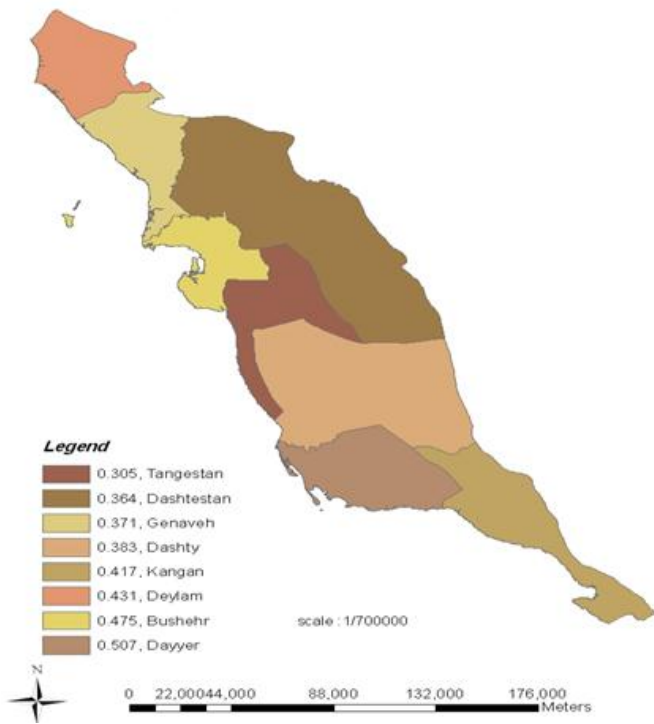 Legend
0.305, Tangestan
0.364, Dashtestan
0.371, Genaveh
0.383, Dashty
0.417, Kangan
0.431, Deylam
0.475, Bushehr
scale : 1/700000
0.507, Dayyer
N
0 22,00044,000 88,000 132,000 176,000
Meters